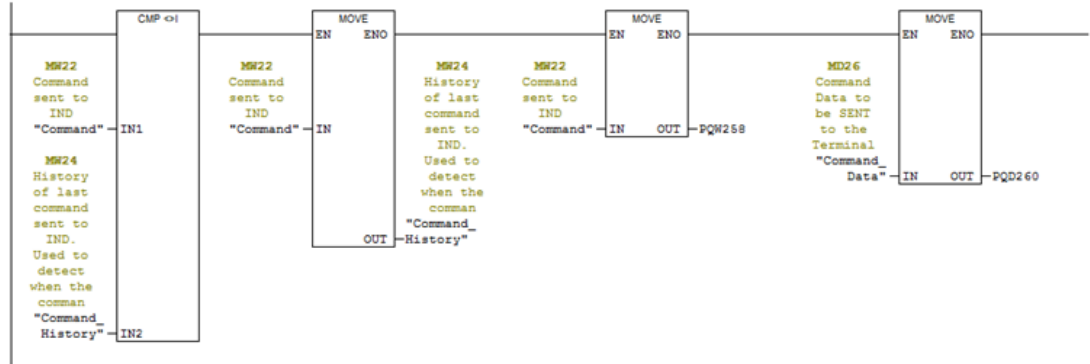 CMP <>I
MW22
Command
sent to
IND
"Command"
IN1
MW24
History
of last
command
sent to
IND.
Used to
detect
when the
comman
"Command_
History"
IN2
MOVE
EN ENO
MW22
Command
sent to
IND
"Command"
IN
OUT
MW24
History
of last
command
sent to
IND.
Used to
detect
when the
comman
"Command_
History"
MOVE
EN ENO
MW22
Command
sent to
IND
"Command"
IN OUT
PQW258
MOVE
EN ENO
MD26
Command
Data to
be SENT
to the
Terminal
"Command_
Data"
IN OUT
PQD260